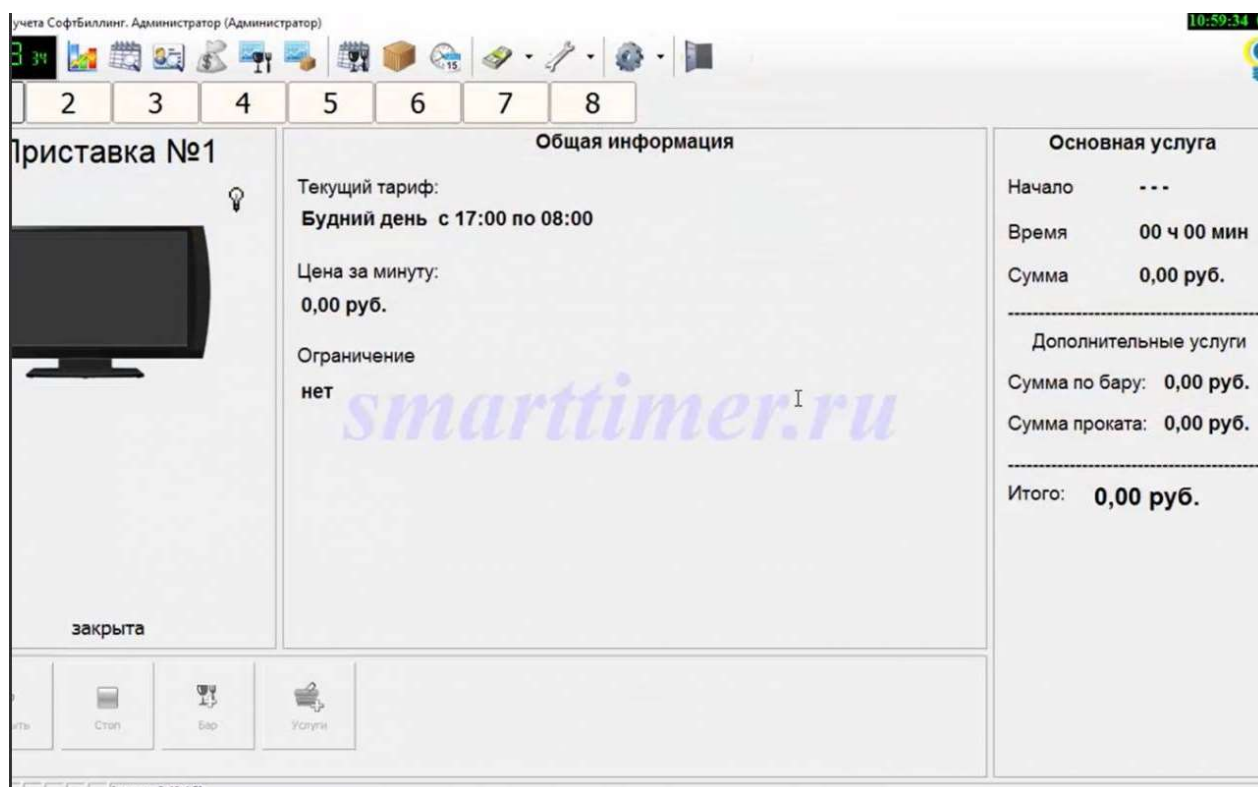 учета СофтБиллинг. Администратор (Администратор)
10:59:34
34
15
2 3 4 5 6 7 8
Приставка №1
закрыта
Общая информация
Текущий тариф:
Будний день с 17:00 по 08:00
Цена за минуту:
0,00 руб.
Ограничение
нет
smarttimer.ru
Основная услуга
Начало ---
Время 00 ч 00 мин
Сумма 0,00 руб.
Дополнительные услуги
Сумма по бару: 0,00 руб.
Сумма проката: 0,00 руб.
Итого: 0,00 руб.
Стоп Бар Услуги